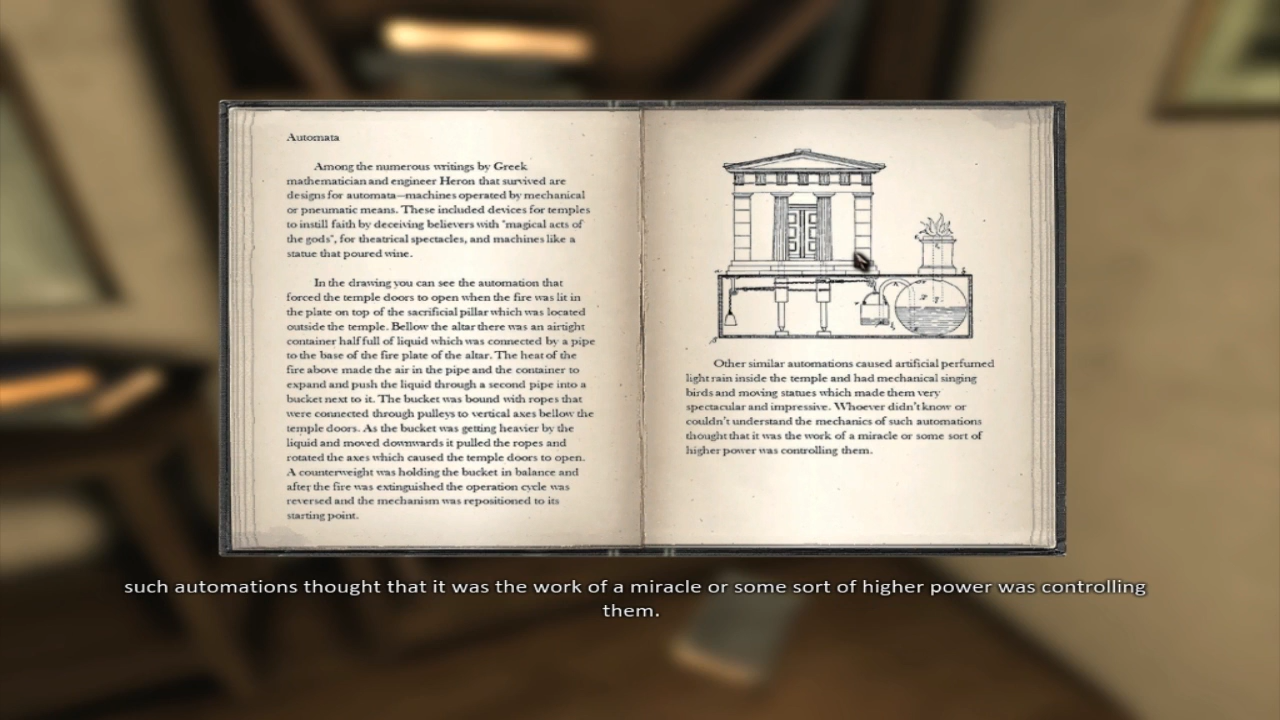 Automata
Among the numerous writings by Greek
mathematician and engineer Heron that survived are
designs for automata—machines operated by mechanical
or pneumatic means. These included devices for temples
to instill faith by deceiving believers with "magical acts of
the gods", for theatrical spectacles, and machines like a
statue that poured wine.
In the drawing you can see the automation that
forced the temple doors to open when the fire was lit in
the plate on top of the sacrificial pillar which was located
outside the temple. Bellow the altar there was an airtight
container half full of liquid which was connected by a pipe
to the base of the fire plate of the altar. The heat of the
fire above made the air in the pipe and the container to
expand and push the liquid through a second pipe into a
bucket next to it. The bucket was bound with ropes that
were connected through pulleys to vertical axes bellow the
temple doors. As the bucket was getting heavier by the
liquid and moved downwards it pulled the ropes and
rotated the axes which caused the temple doors to open.
A counterweight was holding the bucket in balance and
after the fire was extinguished the operation cycle was
reversed and the mechanism was repositioned to its
starting point.
Other similar automations caused artificial perfumed
light rain inside the temple and had mechanical singing
birds and moving statues which made them very
spectacular and impressive. Whoever didn't know or
couldn't understand the mechanics of such automations
thought that it was the work of a miracle or some sort of
higher power was controlling them.
such automations thought that it was the work of a miracle or some sort of higher power was controlling
them.